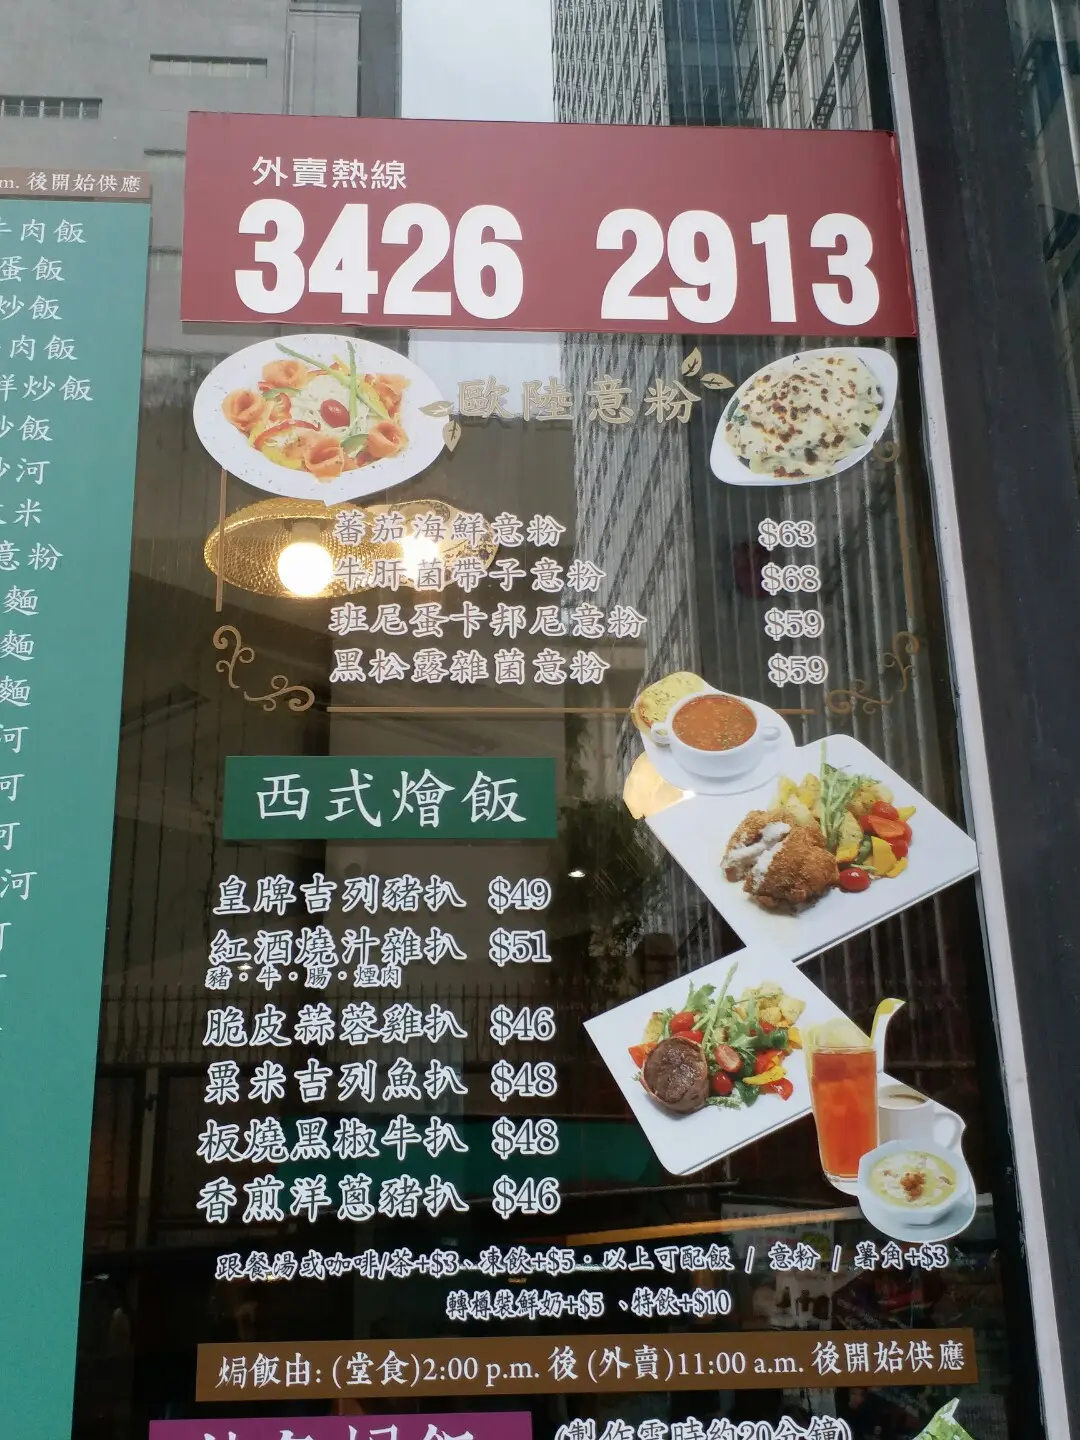 外賣熱線
3426 2913
m. 後開始供應
牛肉飯
蛋飯
炒飯
肉飯
鮮炒飯
炒飯
炒河
米
意粉
麵
麵
麵
河
河
河
河
歐陸意粉
蕃茄海鮮意粉 $63
牛肝菌帶子意粉 $68
班尼蛋卡邦尼意粉 $59
黑松露雜菌意粉 $59
西式燴飯
皇牌吉列豬扒 $49
紅酒燒汁雜扒 $51
豬・牛・腸・煙肉
脆皮蒜蓉雞扒 $46
粟米吉列魚扒 $48
板燒黑椒牛扒 $48
香煎洋蔥豬扒 $46
跟餐湯或咖啡/茶+$3、凍飲+$5・以上可配飯 / 意粉 / 薯角+$3
轉樽裝鮮奶+$5 、特飲+$10
焗飯由: (堂食)2:00 p.m. 後 (外賣)11:00 a.m. 後開始供應
(製作需時約20分鐘)